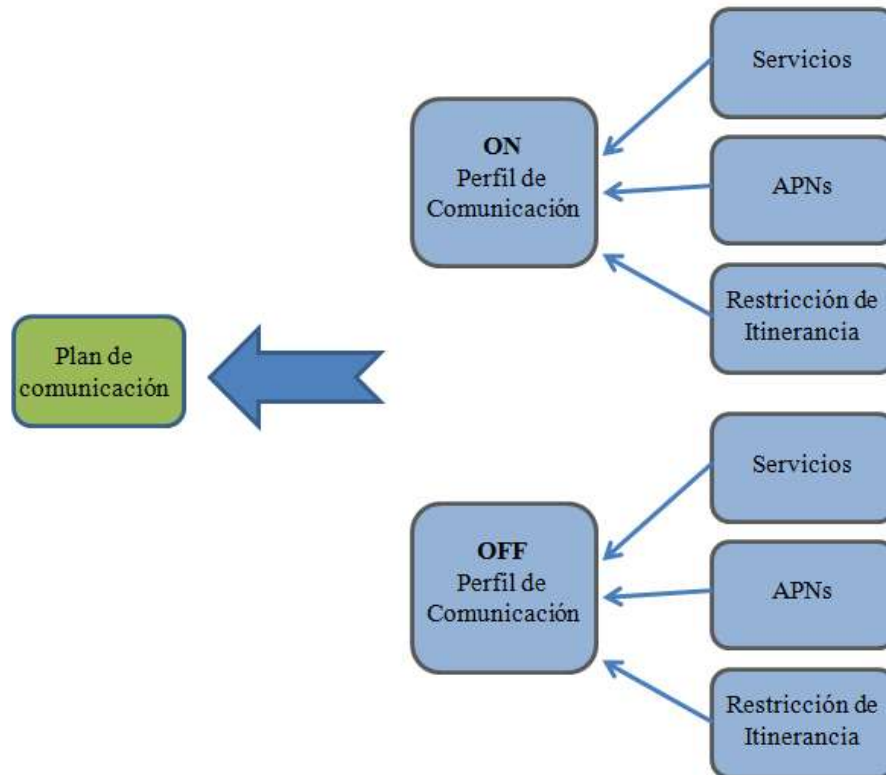 Servicios
ON
Perfil de
Comunicación
APNs
Restricción de
Itinerancia
Plan de
comunicación
Servicios
OFF
Perfil de
Comunicación
APNs
Restricción de
Itinerancia